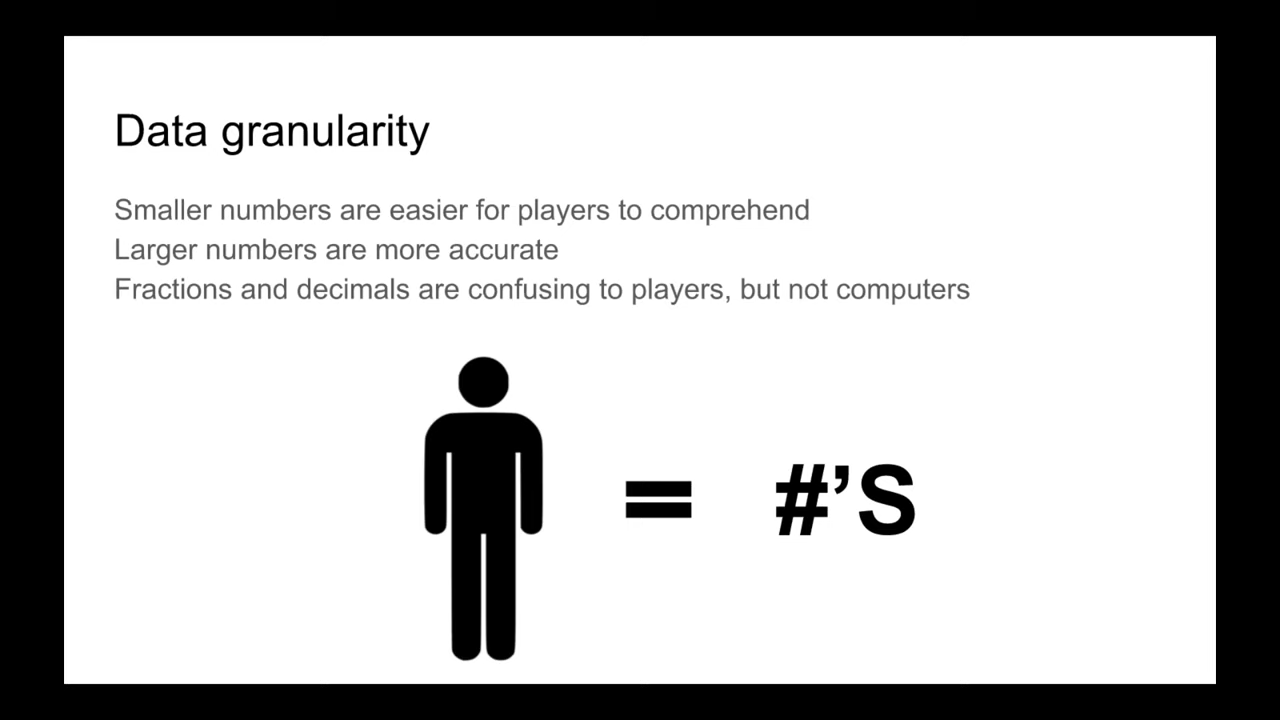 Data granularity
Smaller numbers are easier for players to comprehend
Larger numbers are more accurate
Fractions and decimals are confusing to players, but not computers
= #’S